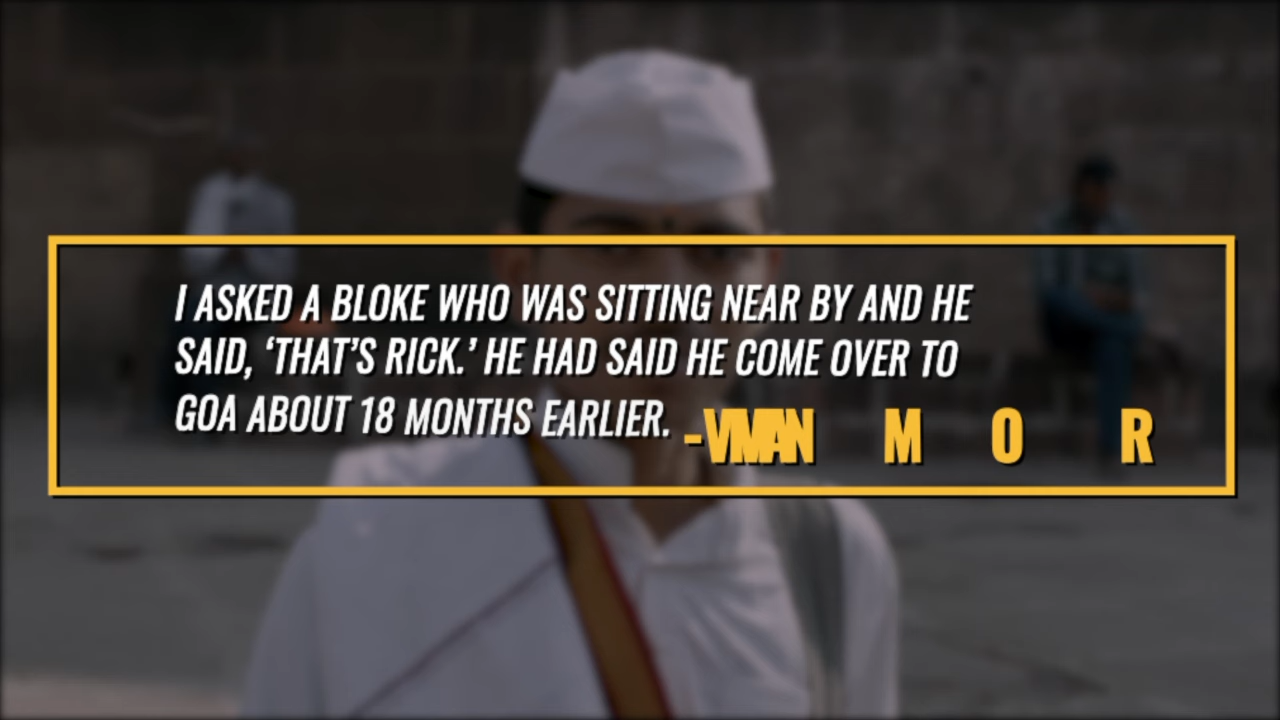 I ASKED A BLOKE WHO WAS SITTING NEAR BY AND HE
SAID, ‘THAT’S RICK.’ HE HAD SAID HE COME OVER TO
GOA ABOUT 18 MONTHS EARLIER.